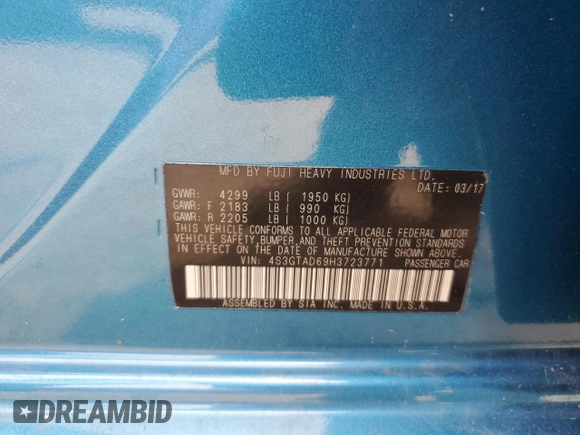 MFD BY FUJI HEAVY INDUSTRIES LTD.
DATE: 03/17
GVWR: 4299 LB ( 1950 KG)
GAWR: F 2183 LB ( 990 KG)
GAWR: R 2205 LB ( 1000 KG)
THIS VEHICLE CONFORMS TO ALL APPLICABLE FEDERAL MOTOR
VEHICLE SAFETY, BUMPER, AND THEFT PREVENTION STANDARDS
IN EFFECT ON THE DATE OF MANUFACTURE SHOWN ABOVE.
VIN: 4S3GTAD69H3723771 PASSENGER CAR
ASSEMBLED BY SIA INC. MADE IN U.S.A.
DREAMBID